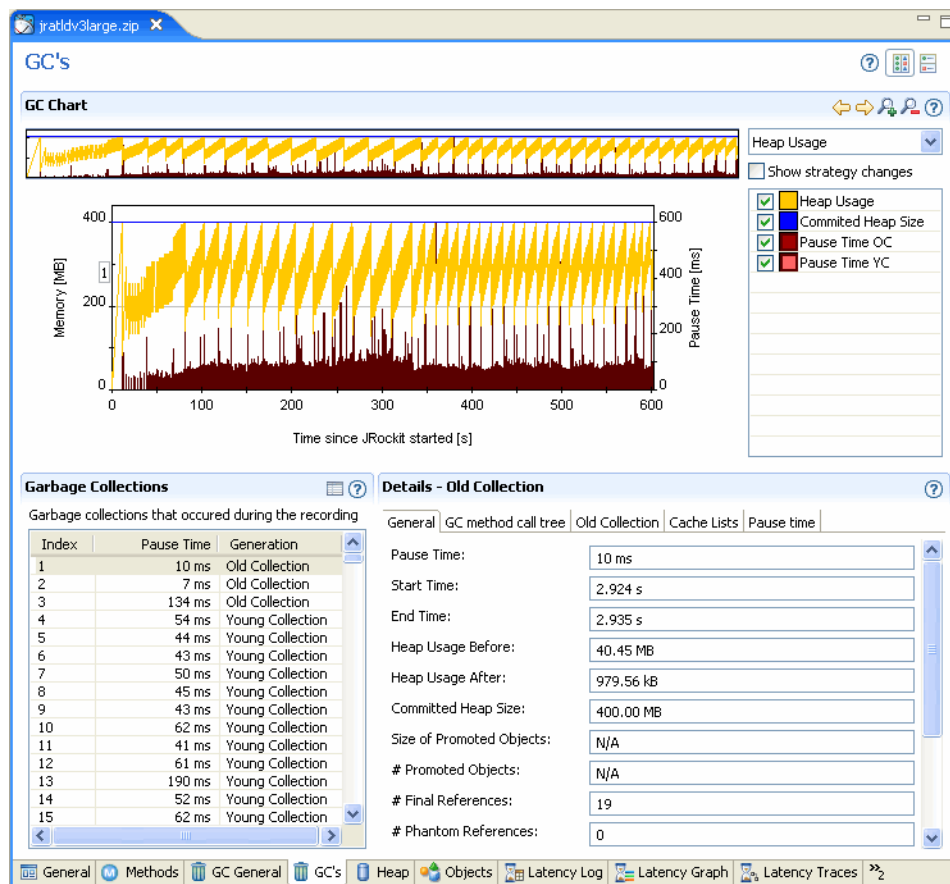 jratldv3large.zip
GC's
GC Chart
Heap Usage
Show strategy changes
Heap Usage
Commited Heap Size
Pause Time OC
Pause Time YC
400
200
0
Memory [MB]
1
600
400
200
0
Pause Time [ms]
0 100 200 300 400 500 600
Time since JRockit started [s]
Garbage Collections
Garbage collections that occured during the recording
Index Pause Time Generation
1 10 ms Old Collection
2 7 ms Old Collection
3 134 ms Old Collection
4 54 ms Young Collection
5 44 ms Young Collection
6 43 ms Young Collection
7 50 ms Young Collection
8 45 ms Young Collection
9 43 ms Young Collection
10 62 ms Young Collection
11 41 ms Young Collection
12 61 ms Young Collection
13 190 ms Young Collection
14 52 ms Young Collection
15 62 ms Young Collection
Details - Old Collection
General GC method call tree Old Collection Cache Lists Pause time
Pause Time: 10 ms
Start Time: 2.924 s
End Time: 2.935 s
Heap Usage Before: 40.45 MB
Heap Usage After: 979.56 kB
Committed Heap Size: 400.00 MB
Size of Promoted Objects: N/A
# Promoted Objects: N/A
# Final References: 19
# Phantom References: 0
General Methods GC General GC's Heap Objects Latency Log Latency Graph Latency Traces »2